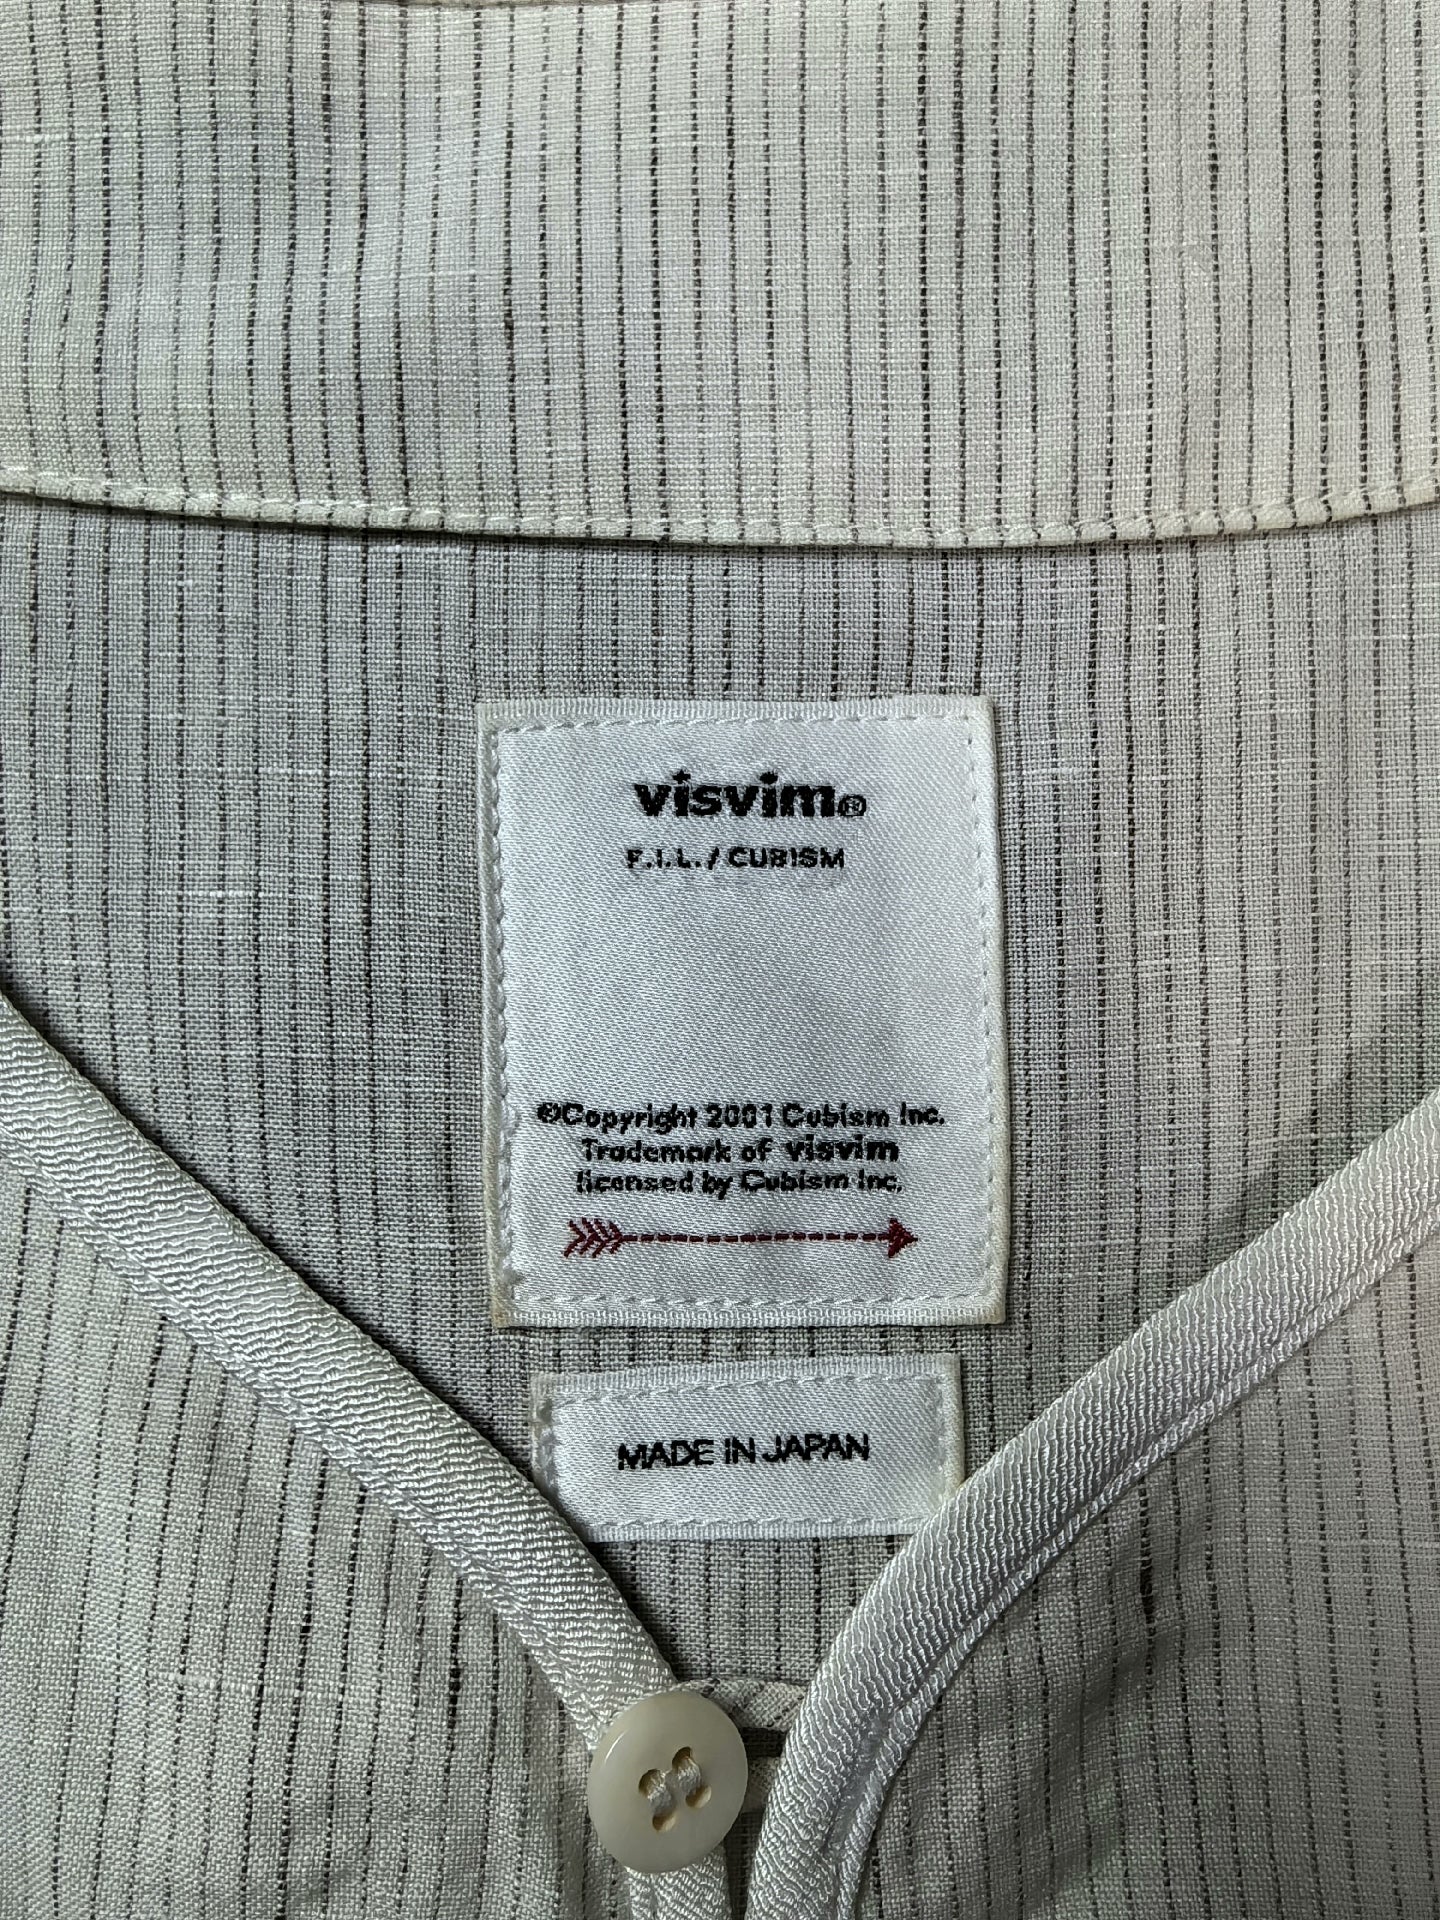 visvim®
F.I.L. / CUBISM
©Copyright 2001 Cubism Inc.
Trademark of visvim
licensed by Cubism Inc.
MADE IN JAPAN